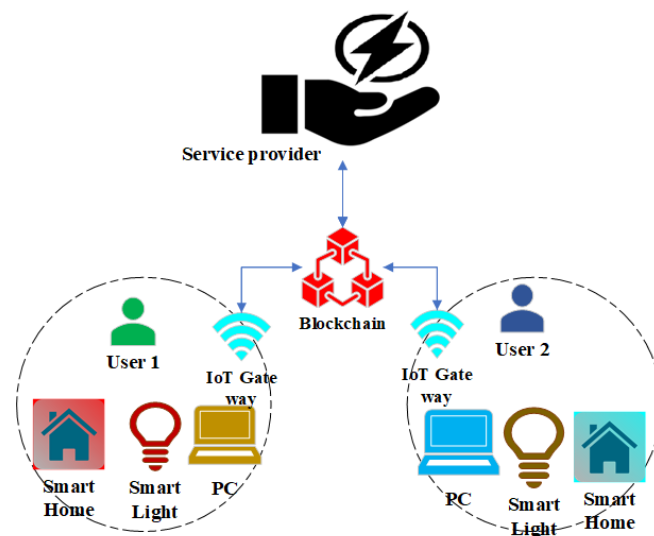 Service provider
Blockchain
User 1
IoT Gate
way
Smart
Home
Smart
Light
PC
User 2
IoT Gate
way
PC
Smart
Light
Smart
Home